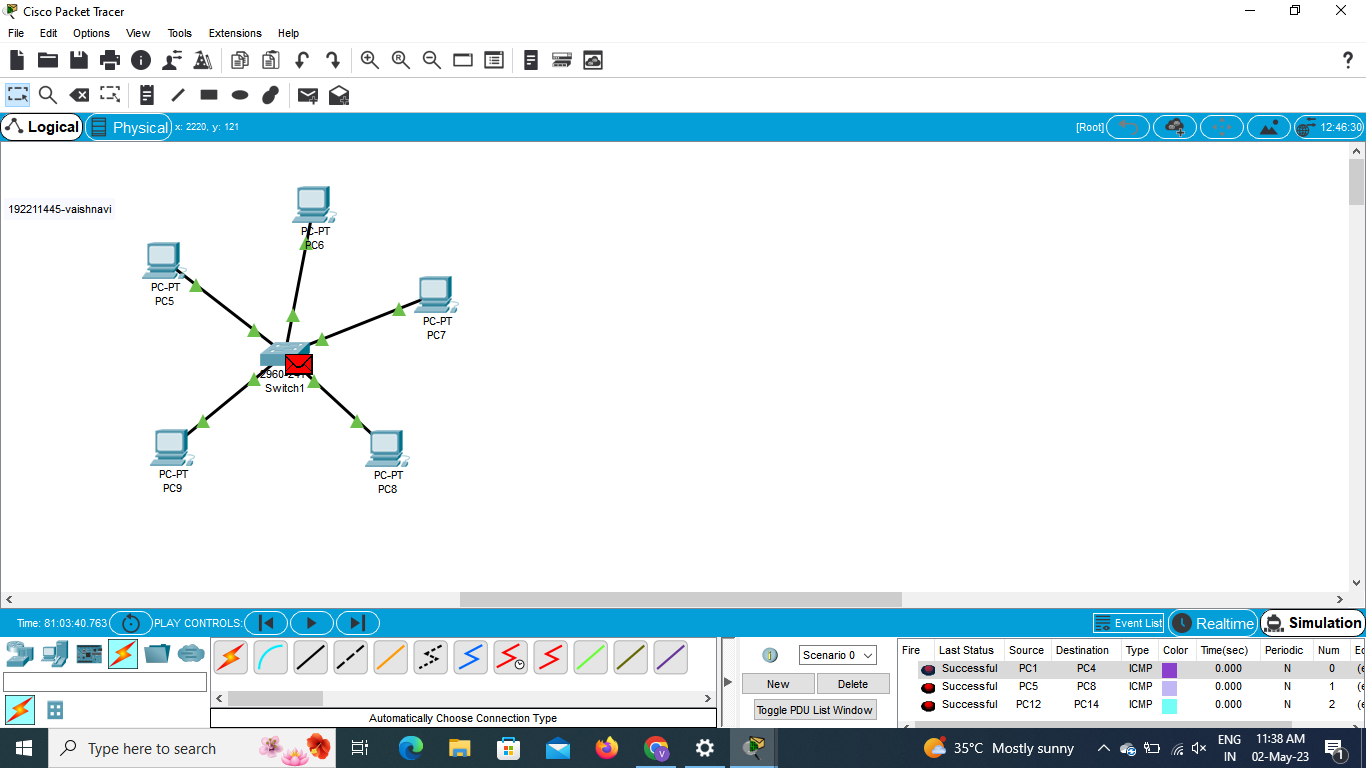 Cisco Packet Tracer
File Edit Options View Tools Extensions Help
?
Logical Physical x: 2220, y: 121 [Root] 12:46:30
192211445-vaishnavi
PC-PT
PC6
PC-PT
PC5
PC-PT
PC7
Switch1
PC-PT
PC9
PC-PT
PC8
Time: 81:03:40.763 PLAY CONTROLS: Event List Realtime Simulation
Scenario 0
New Delete
Toggle PDU List Window
Automatically Choose Connection Type
Fire Last Status Source Destination Type Color Time(sec) Periodic Num
Successful PC1 PC4 ICMP 0.000 N 0
Successful PC5 PC8 ICMP 0.000 N 1
Successful PC12 PC14 ICMP 0.000 N 2
Type here to search
35°C Mostly sunny
ENG
IN
11:38 AM
02-May-23
1